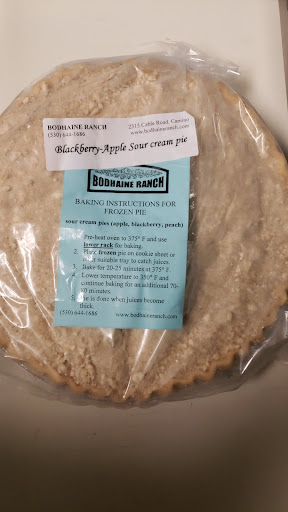 BODHAINE RANCH 2315 Cable Road, Camino
(530) 644-1686 www.bodhaineranch.com
Blackberry-Apple Sour cream pie
BODHAINE RANCH
BAKING INSTRUCTIONS FOR
FROZEN PIE
sour cream pies (apple, blackberry, peach)
Pre-heat oven to 375° F and use
lower rack for baking.
2. Place frozen pie on cookie sheet or
suitable tray to catch juices.
3. Bake for 20-25 minutes at 375° F.
4. Lower temperature to 350° F and
continue baking for an additional 70-
80 minutes.
5. Pie is done when juices become
thick.
(530) 644-1686 www.bodhaineranch.com